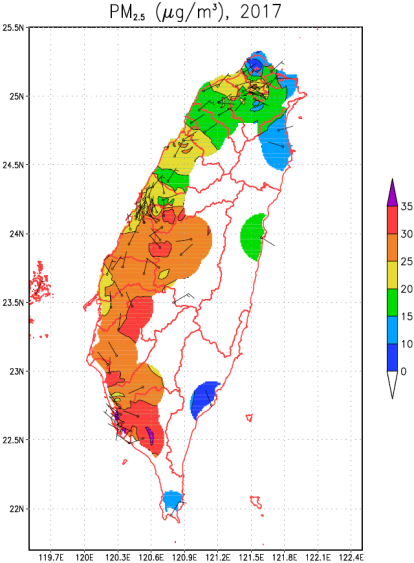 PM₂.₅ (μg/m³), 2017
25.5N
25N
24.5N
24N
23.5N
23N
22.5N
22N
35
30
25
20
15
10
0
119.7E 120E 120.3E 120.6E 120.9E 121.2E 121.5E 121.8E 122.1E 122.4E